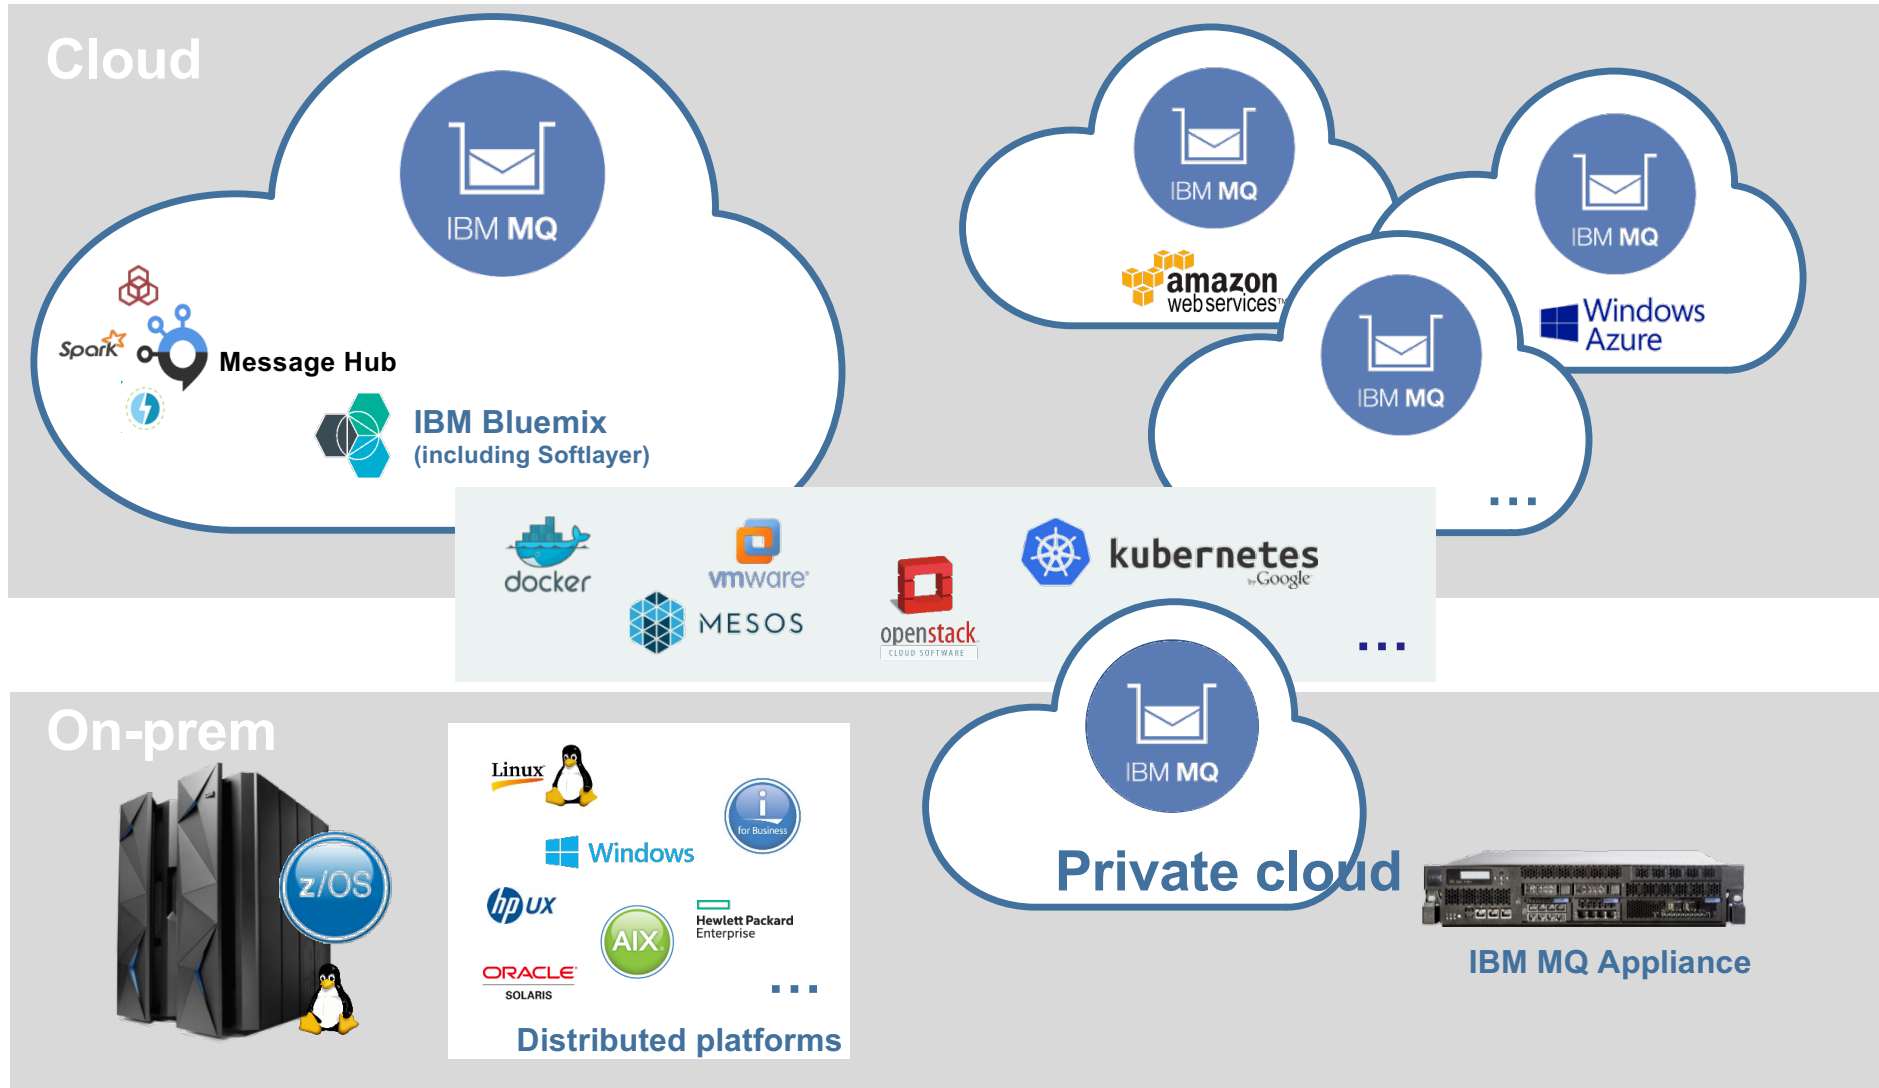 Cloud
IBM MQ
Spark
Message Hub
IBM Bluemix
(including Softlayer)
IBM MQ
amazon
webservices™
IBM MQ
Windows
Azure
IBM MQ
...
docker
vmware®
MESOS
openstack
CLOUD SOFTWARE
kubernetes
by Google
...
On-prem
z/OS
Linux
i
for Business
Windows
hp UX
AIX
Hewlett Packard
Enterprise
ORACLE
SOLARIS
...
Distributed platforms
IBM MQ
Private cloud
IBM MQ Appliance